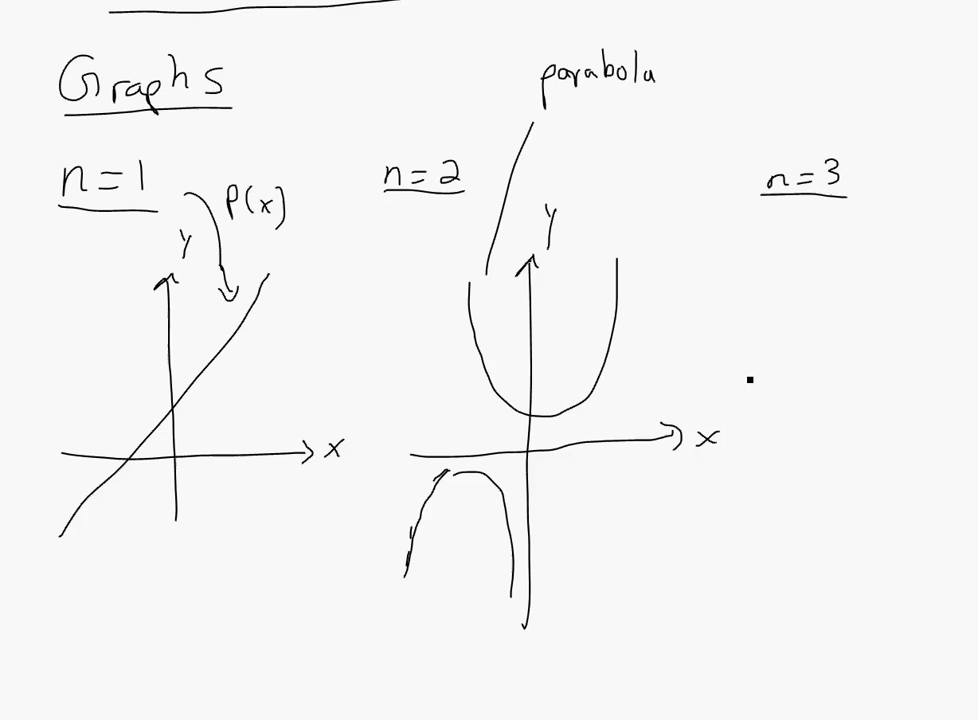 Graphs
parabola
n=1
n=2
n=3
P(x)
y
y
x
x